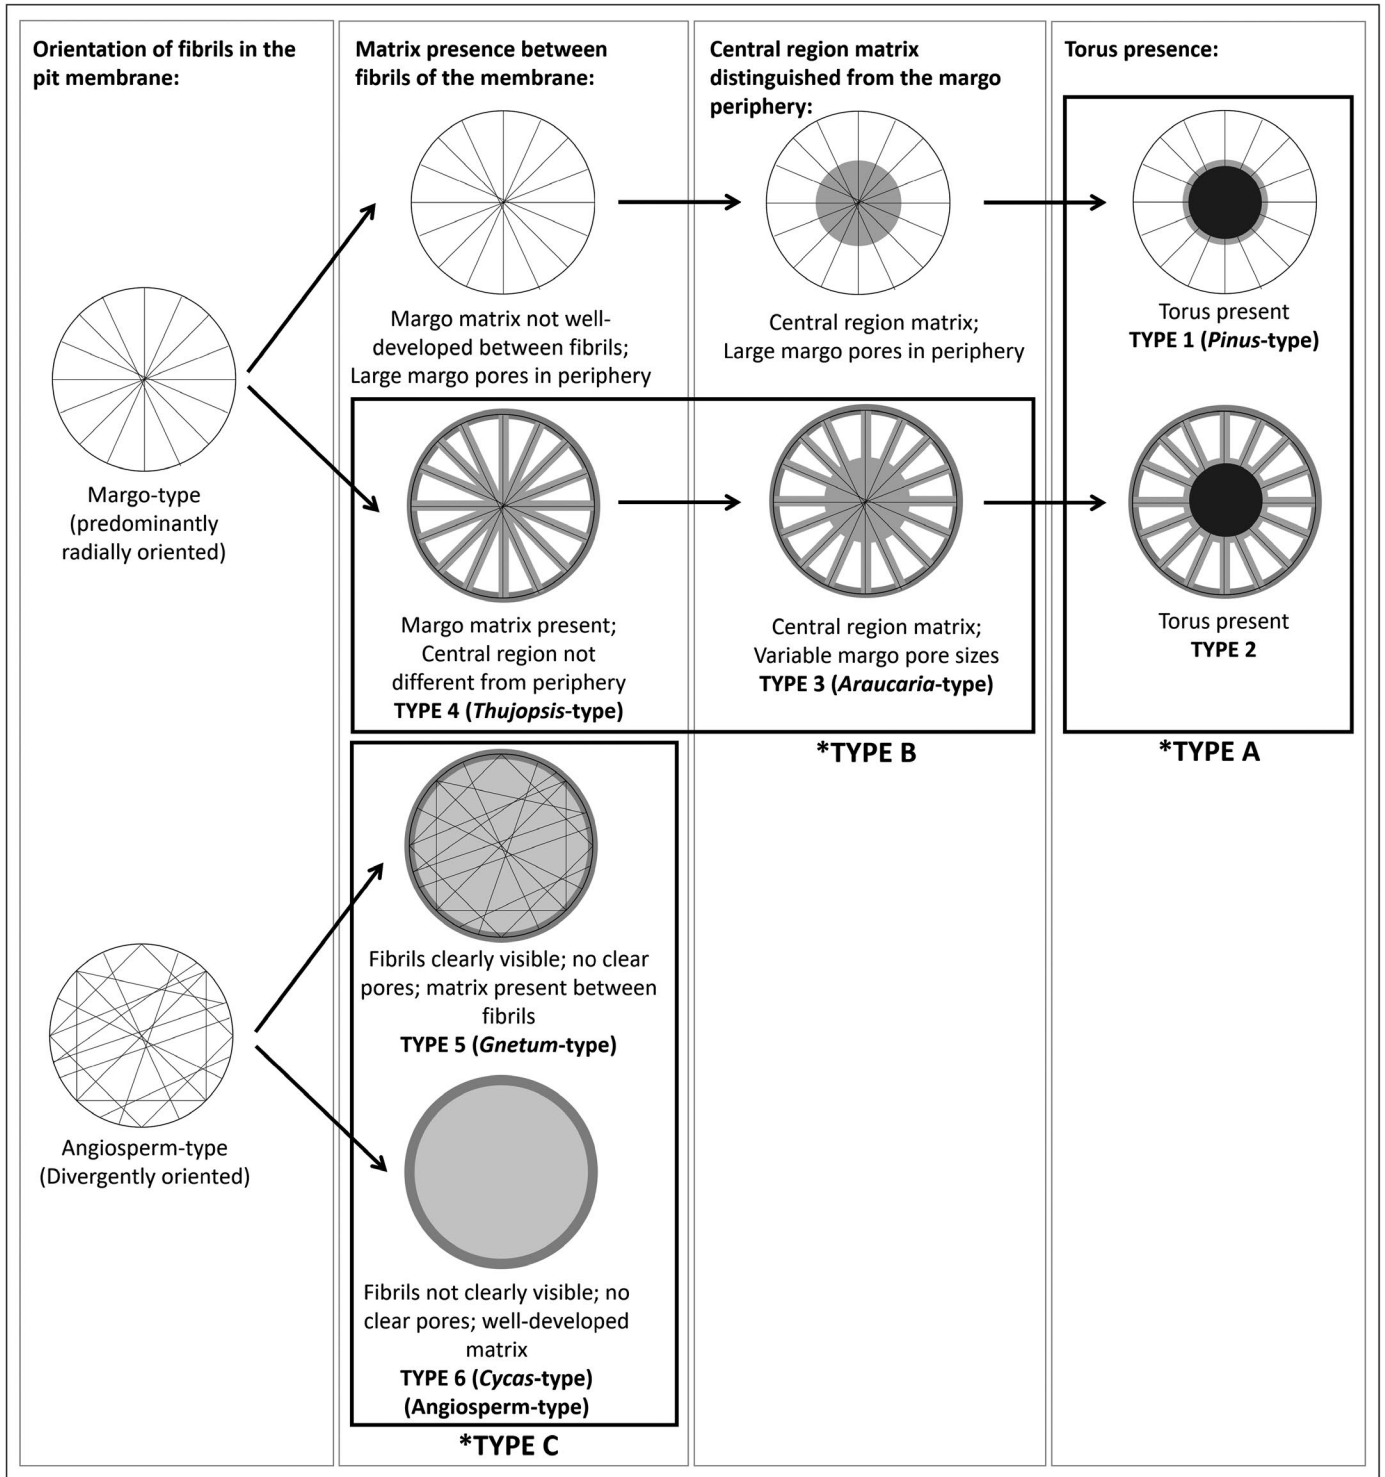 Orientation of fibrils in the
pit membrane:
Matrix presence between
fibrils of the membrane:
Central region matrix
distinguished from the margo
periphery:
Torus presence:
Margo-type
(predominantly
radially oriented)
Margo matrix not well-
developed between fibrils;
Large margo pores in periphery
Central region matrix;
Large margo pores in periphery
Torus present
TYPE 1 (Pinus-type)
Margo matrix present;
Central region not
different from periphery
TYPE 4 (Thujopsis-type)
Central region matrix;
Variable margo pore sizes
TYPE 3 (Araucaria-type)
Torus present
TYPE 2
*TYPE B
*TYPE A
Angiosperm-type
(Divergently oriented)
Fibrils clearly visible; no clear
pores; matrix present between
fibrils
TYPE 5 (Gnetum-type)
Fibrils not clearly visible; no
clear pores; well-developed
matrix
TYPE 6 (Cycas-type)
(Angiosperm-type)
*TYPE C